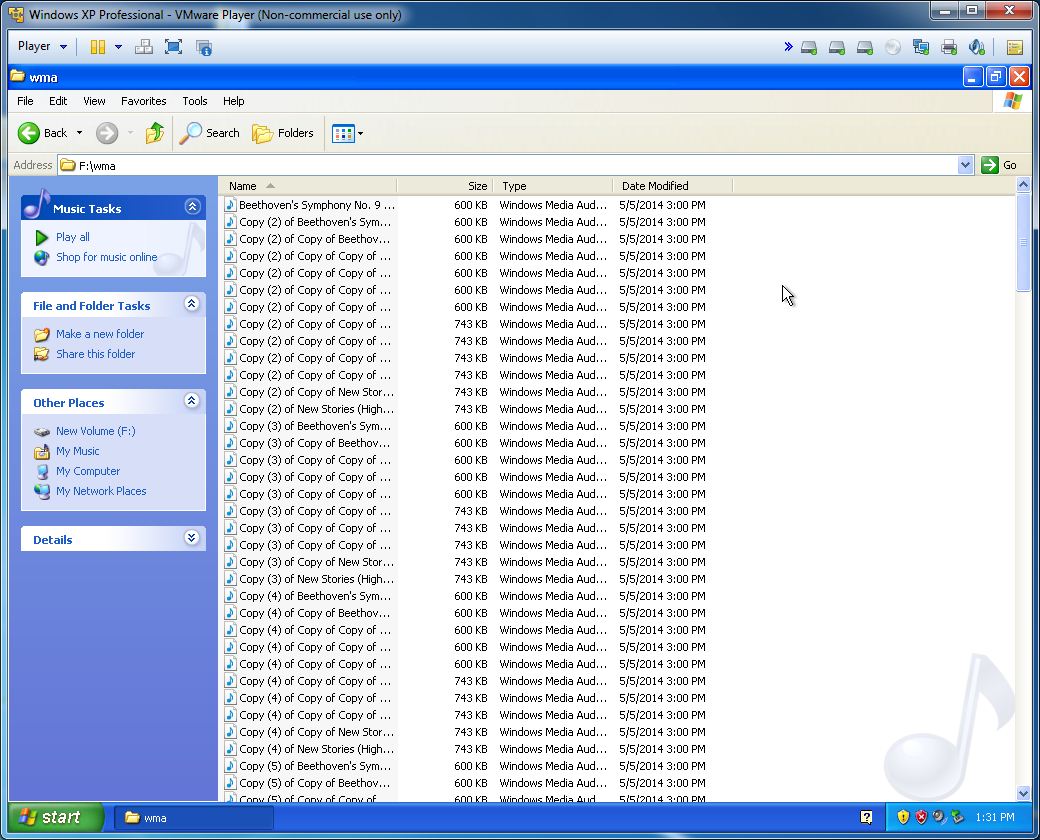 Windows XP Professional - VMware Player (Non-commercial use only)
Player
wma
File Edit View Favorites Tools Help
Back Search Folders
Address F:\wma Go
Music Tasks
Play all
Shop for music online
File and Folder Tasks
Make a new folder
Share this folder
Other Places
New Volume (F:)
My Music
My Computer
My Network Places
Details
Name Size Type Date Modified
Beethoven's Symphony No. 9 ... 600 KB Windows Media Aud... 5/5/2014 3:00 PM
Copy (2) of Beethoven's Sym... 600 KB Windows Media Aud... 5/5/2014 3:00 PM
Copy (2) of Copy of Beethov... 600 KB Windows Media Aud... 5/5/2014 3:00 PM
Copy (2) of Copy of Copy of ... 600 KB Windows Media Aud... 5/5/2014 3:00 PM
Copy (2) of Copy of Copy of ... 600 KB Windows Media Aud... 5/5/2014 3:00 PM
Copy (2) of Copy of Copy of ... 600 KB Windows Media Aud... 5/5/2014 3:00 PM
Copy (2) of Copy of Copy of ... 600 KB Windows Media Aud... 5/5/2014 3:00 PM
Copy (2) of Copy of Copy of ... 743 KB Windows Media Aud... 5/5/2014 3:00 PM
Copy (2) of Copy of Copy of ... 743 KB Windows Media Aud... 5/5/2014 3:00 PM
Copy (2) of Copy of Copy of ... 743 KB Windows Media Aud... 5/5/2014 3:00 PM
Copy (2) of Copy of Copy of ... 743 KB Windows Media Aud... 5/5/2014 3:00 PM
Copy (2) of Copy of New Stor... 743 KB Windows Media Aud... 5/5/2014 3:00 PM
Copy (2) of New Stories (High... 743 KB Windows Media Aud... 5/5/2014 3:00 PM
Copy (3) of Beethoven's Sym... 600 KB Windows Media Aud... 5/5/2014 3:00 PM
Copy (3) of Copy of Beethov... 600 KB Windows Media Aud... 5/5/2014 3:00 PM
Copy (3) of Copy of Copy of ... 600 KB Windows Media Aud... 5/5/2014 3:00 PM
Copy (3) of Copy of Copy of ... 600 KB Windows Media Aud... 5/5/2014 3:00 PM
Copy (3) of Copy of Copy of ... 600 KB Windows Media Aud... 5/5/2014 3:00 PM
Copy (3) of Copy of Copy of ... 743 KB Windows Media Aud... 5/5/2014 3:00 PM
Copy (3) of Copy of Copy of ... 743 KB Windows Media Aud... 5/5/2014 3:00 PM
Copy (3) of Copy of Copy of ... 743 KB Windows Media Aud... 5/5/2014 3:00 PM
Copy (3) of Copy of New Stor... 743 KB Windows Media Aud... 5/5/2014 3:00 PM
Copy (3) of New Stories (High... 743 KB Windows Media Aud... 5/5/2014 3:00 PM
Copy (4) of Beethoven's Sym... 600 KB Windows Media Aud... 5/5/2014 3:00 PM
Copy (4) of Copy of Beethov... 600 KB Windows Media Aud... 5/5/2014 3:00 PM
Copy (4) of Copy of Copy of ... 600 KB Windows Media Aud... 5/5/2014 3:00 PM
Copy (4) of Copy of Copy of ... 600 KB Windows Media Aud... 5/5/2014 3:00 PM
Copy (4) of Copy of Copy of ... 600 KB Windows Media Aud... 5/5/2014 3:00 PM
Copy (4) of Copy of Copy of ... 743 KB Windows Media Aud... 5/5/2014 3:00 PM
Copy (4) of Copy of Copy of ... 743 KB Windows Media Aud... 5/5/2014 3:00 PM
Copy (4) of Copy of Copy of ... 743 KB Windows Media Aud... 5/5/2014 3:00 PM
Copy (4) of Copy of New Stor... 743 KB Windows Media Aud... 5/5/2014 3:00 PM
Copy (4) of New Stories (High... 743 KB Windows Media Aud... 5/5/2014 3:00 PM
Copy (5) of Beethoven's Sym... 600 KB Windows Media Aud... 5/5/2014 3:00 PM
Copy (5) of Copy of Beethov... 600 KB Windows Media Aud... 5/5/2014 3:00 PM
Copy (5) of Copy of Copy of ... 600 KB Windows Media Aud... 5/5/2014 3:00 PM
start wma 1:31 PM